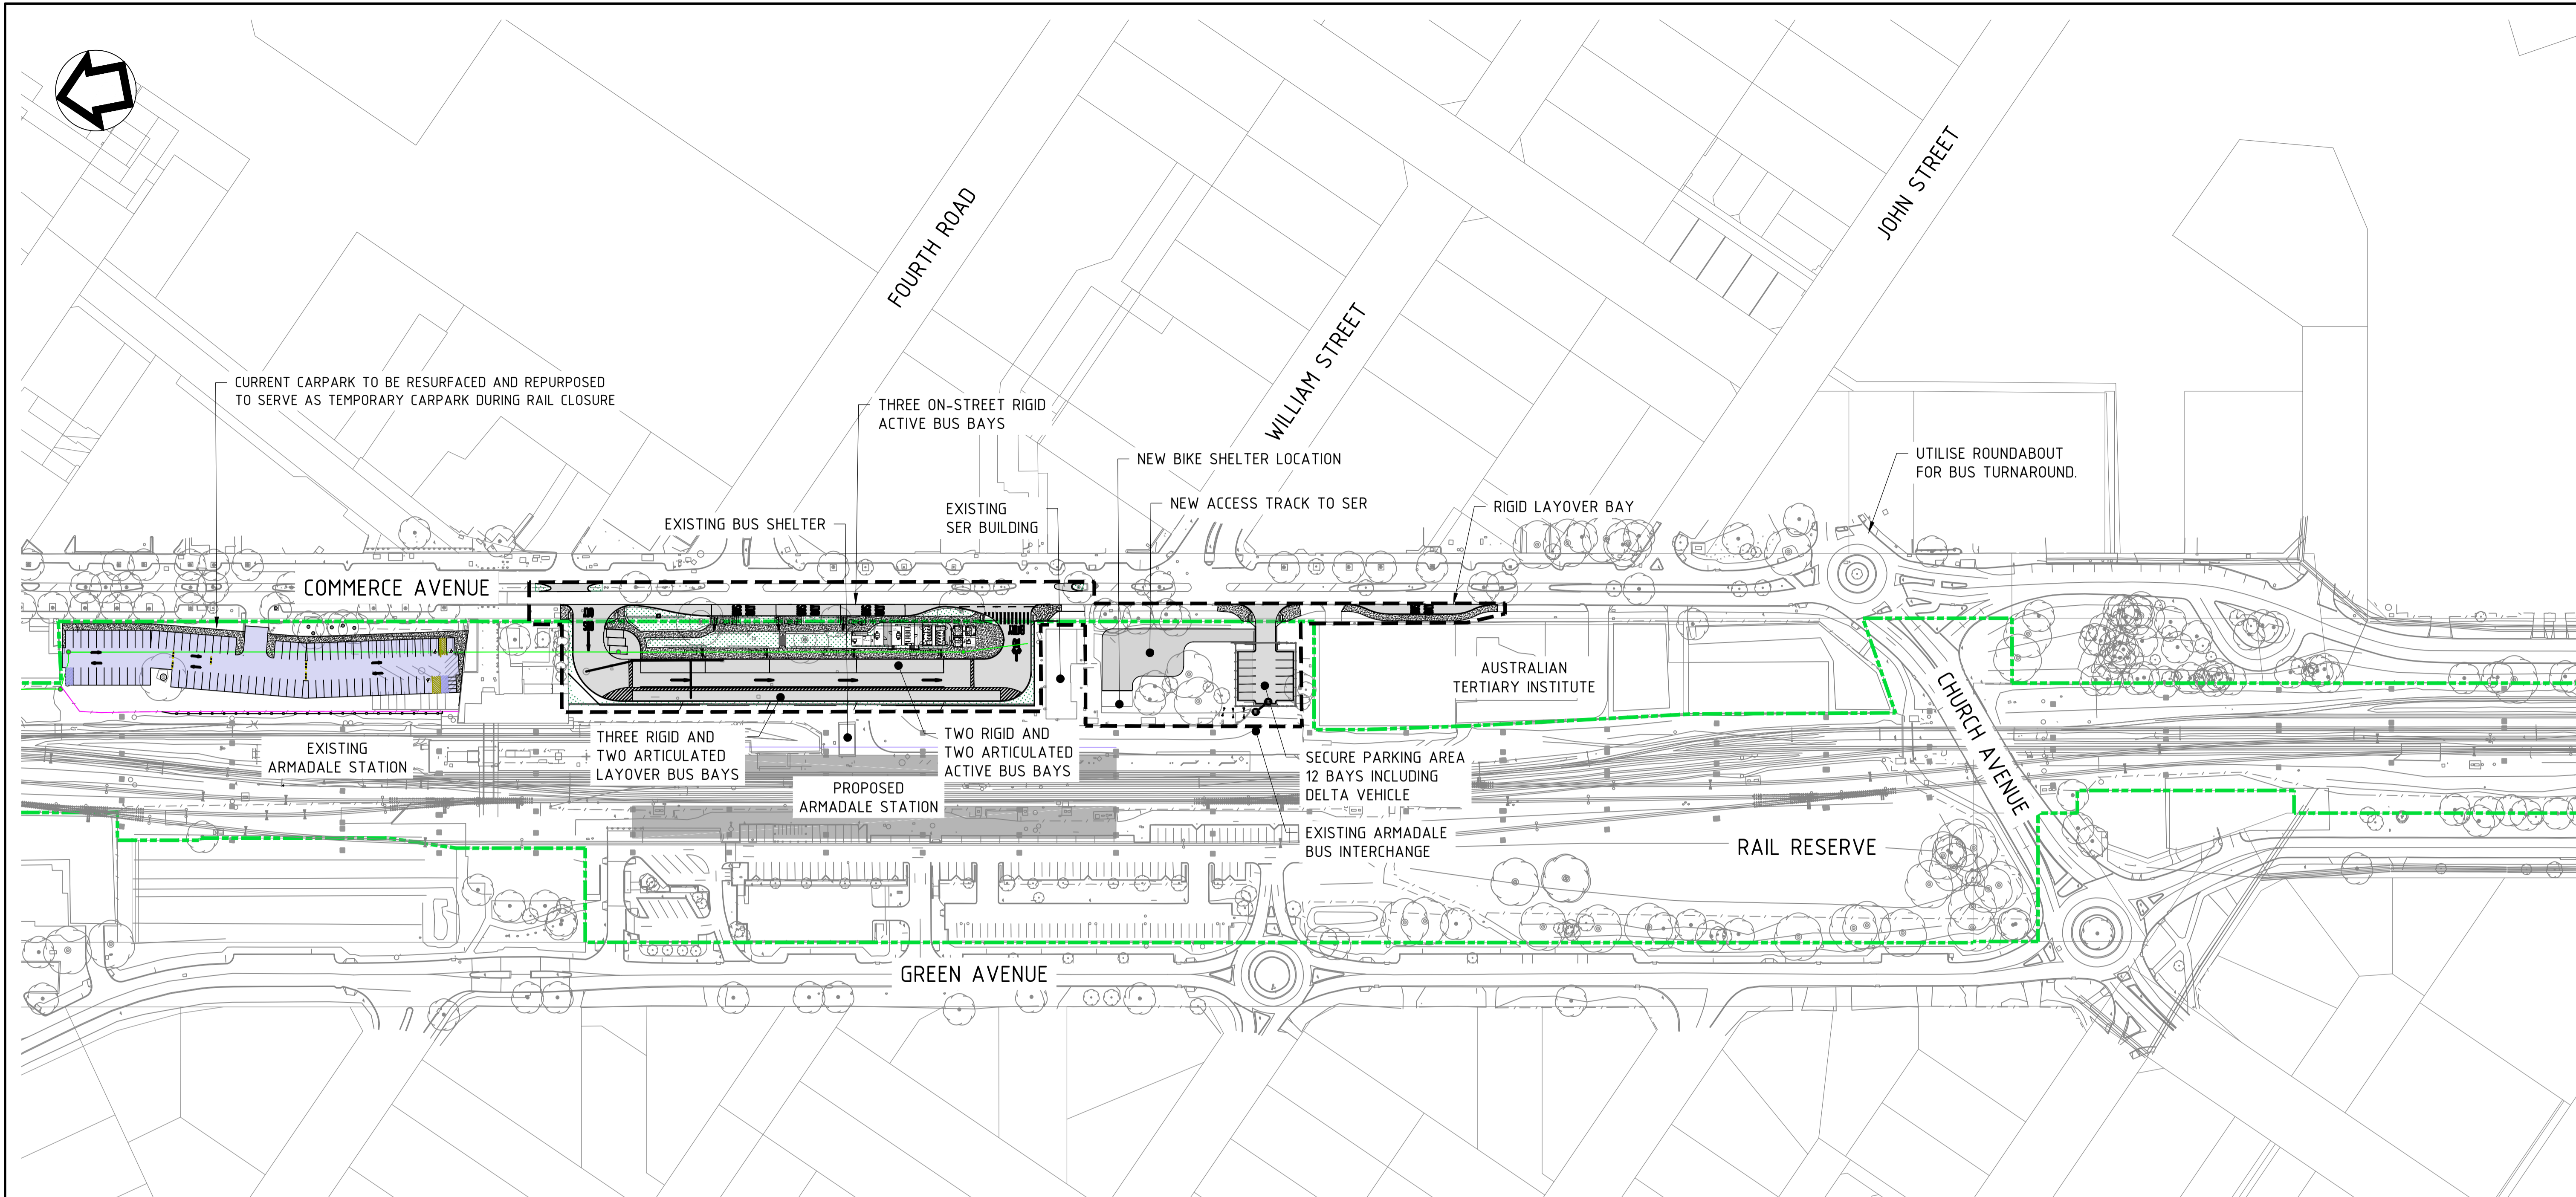 JOHN STREET
FOURTH ROAD
WILLIAM STREET
CURRENT CARPARK TO BE RESURFACED AND REPURPOSED
TO SERVE AS TEMPORARY CARPARK DURING RAIL CLOSURE
THREE ON-STREET RIGID
ACTIVE BUS BAYS
NEW BIKE SHELTER LOCATION
UTILISE ROUNDABOUT
FOR BUS TURNAROUND.
NEW ACCESS TRACK TO SER
RIGID LAYOVER BAY
EXISTING
SER BUILDING
EXISTING BUS SHELTER
COMMERCE AVENUE
AUSTRALIAN
TERTIARY INSTITUTE
CHURCH AVENUE
EXISTING
ARMADALE STATION
THREE RIGID AND
TWO ARTICULATED
LAYOVER BUS BAYS
TWO RIGID AND
TWO ARTICULATED
ACTIVE BUS BAYS
PROPOSED
ARMADALE STATION
SECURE PARKING AREA
12 BAYS INCLUDING
DELTA VEHICLE
EXISTING ARMADALE
BUS INTERCHANGE
RAIL RESERVE
GREEN AVENUE